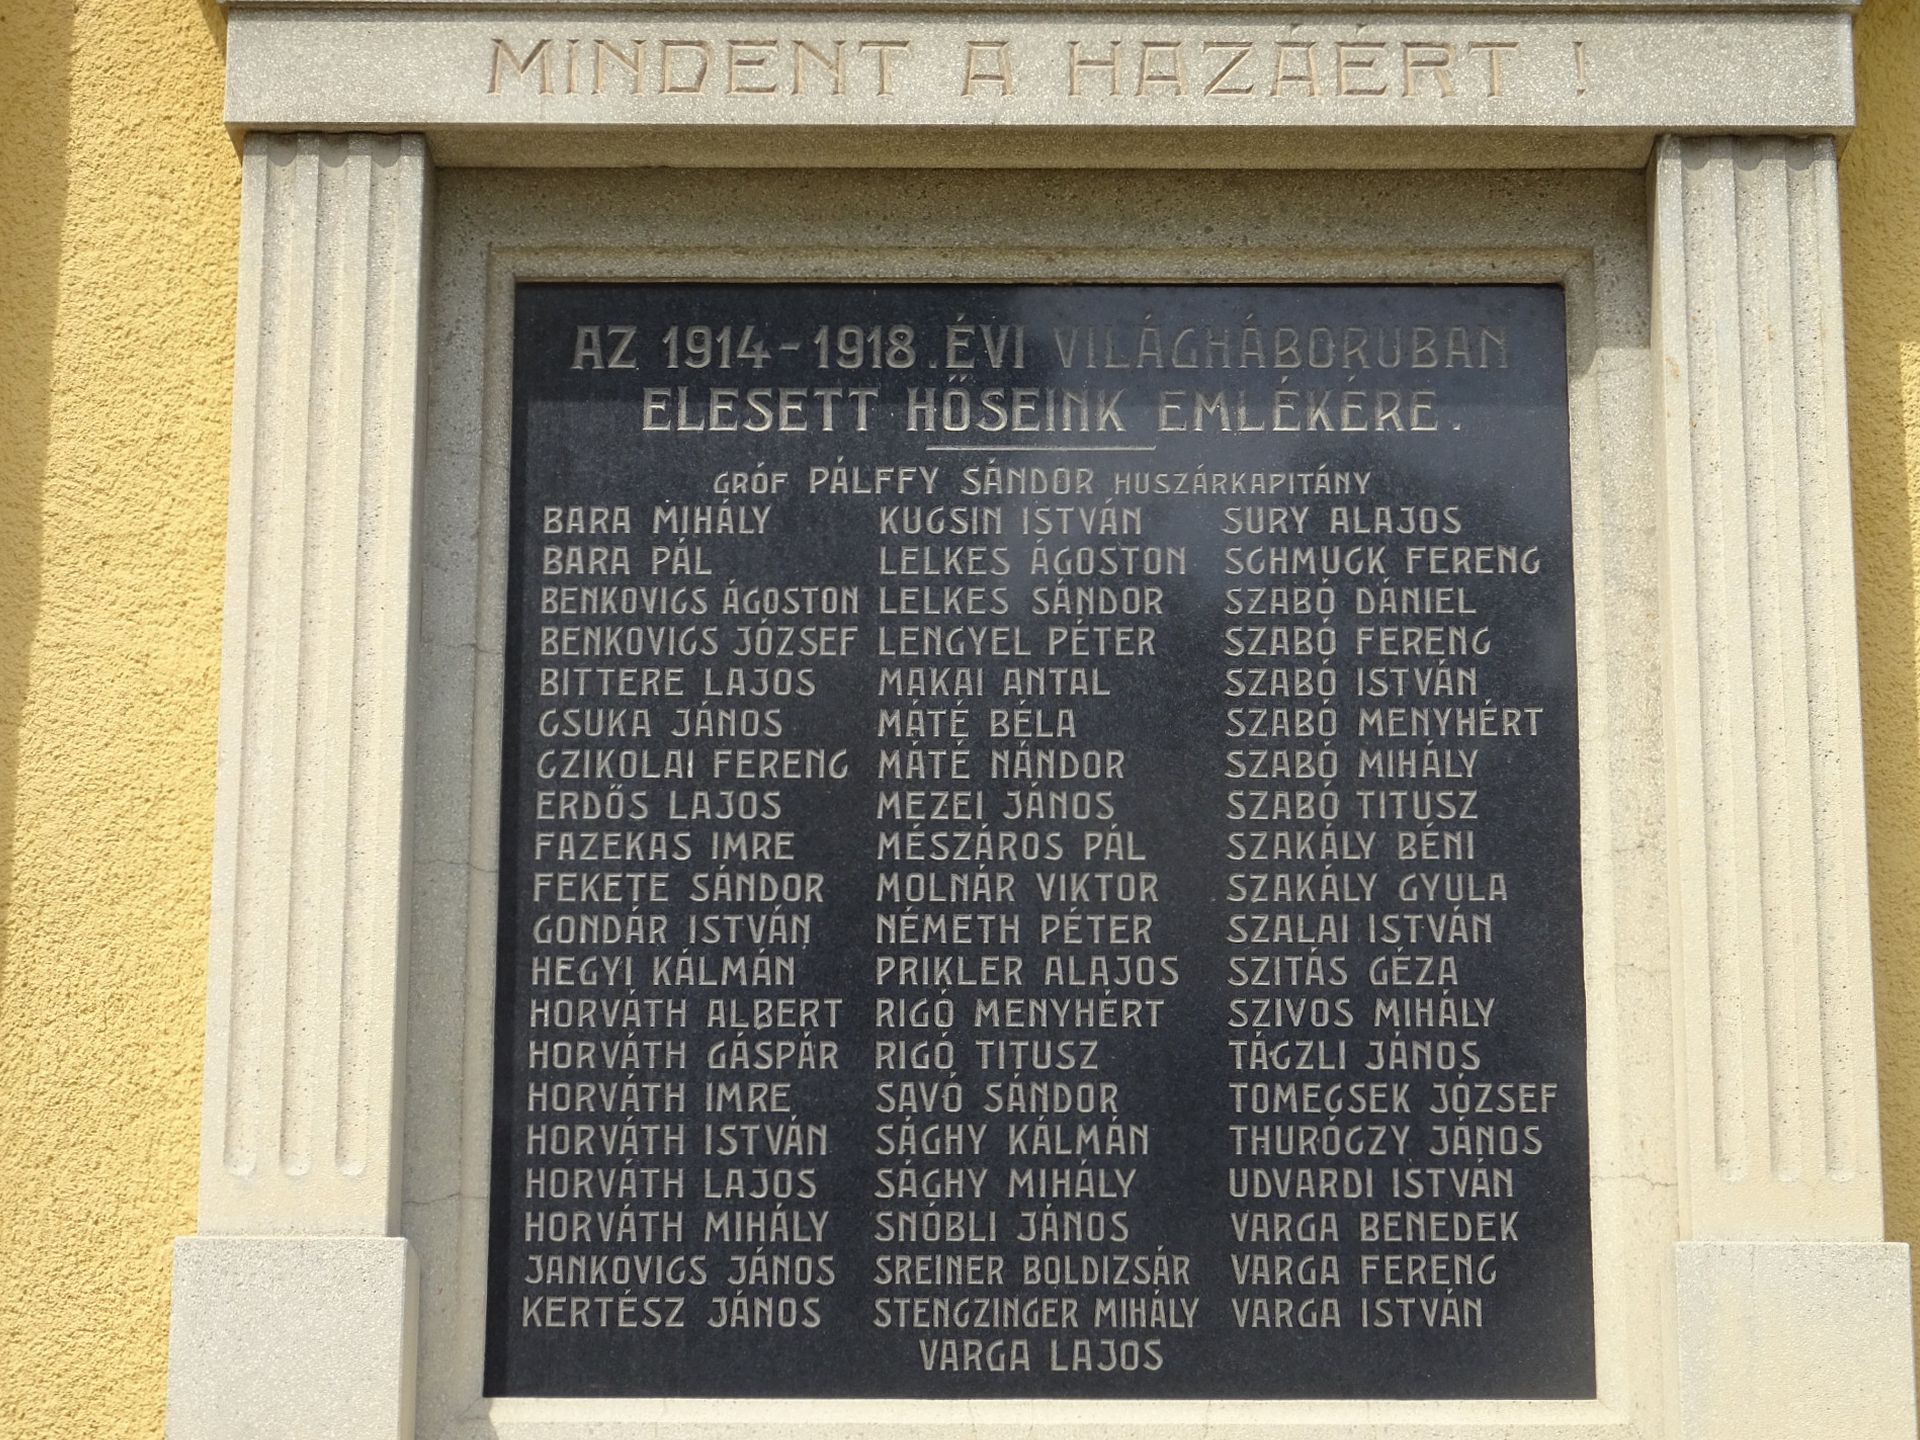 MINDENT A HAZÁÉRT!
AZ 1914-1918. ÉVI VILÁGHÁBORUBAN
ELESETT HŐSEINK EMLÉKÉRE.
GRÓF PÁLFFY SÁNDOR HUSZÁRKAPITÁNY
BARA MIHÁLY
BARA PÁL
BENKOVICS ÁGOSTON
BENKOVICS JÓZSEF
BITTERE LAJOS
CSUKA JÁNOS
CZIKOLAI FERENC
ERDŐS LAJOS
FAZEKAS IMRE
FEKETE SÁNDOR
GONDÁR ISTVÁN
HEGYI KÁLMÁN
HORVÁTH ALBERT
HORVÁTH GÁSPÁR
HORVÁTH IMRE
HORVÁTH ISTVÁN
HORVÁTH LAJOS
HORVÁTH MIHÁLY
JANKOVICS JÁNOS
KERTÉSZ JÁNOS
KUGSIN ISTVÁN
LELKES ÁGOSTON
LELKES SÁNDOR
LENGYEL PÉTER
MAKAI ANTAL
MÁTÉ BÉLA
MÁTÉ NÁNDOR
MEZEI JÁNOS
MÉSZÁROS PÁL
MOLNÁR VIKTOR
NÉMETH PÉTER
PRIKLER ALAJOS
RIGÓ MENYHÉRT
RIGÓ TITUSZ
SAVÓ SÁNDOR
SÁGHY KÁLMÁN
SÁGHY MIHÁLY
SNÓBLI JÁNOS
SREINER BOLDIZSÁR
STENCZINGER MIHÁLY
SURY ALAJOS
SCHMUCK FERENC
SZABÓ DÁNIEL
SZABÓ FERENC
SZABÓ ISTVÁN
SZABÓ MENYHÉRT
SZABÓ MIHÁLY
SZABÓ TITUSZ
SZAKÁLY BÉNI
SZAKÁLY GYULA
SZALAI ISTVÁN
SZITÁS GÉZA
SZIVOS MIHÁLY
TÁCZLI JÁNOS
TOMECSEK JÓZSEF
THURÓCZY JÁNOS
UDVARDI ISTVÁN
VARGA BENEDEK
VARGA FERENC
VARGA ISTVÁN
VARGA LAJOS